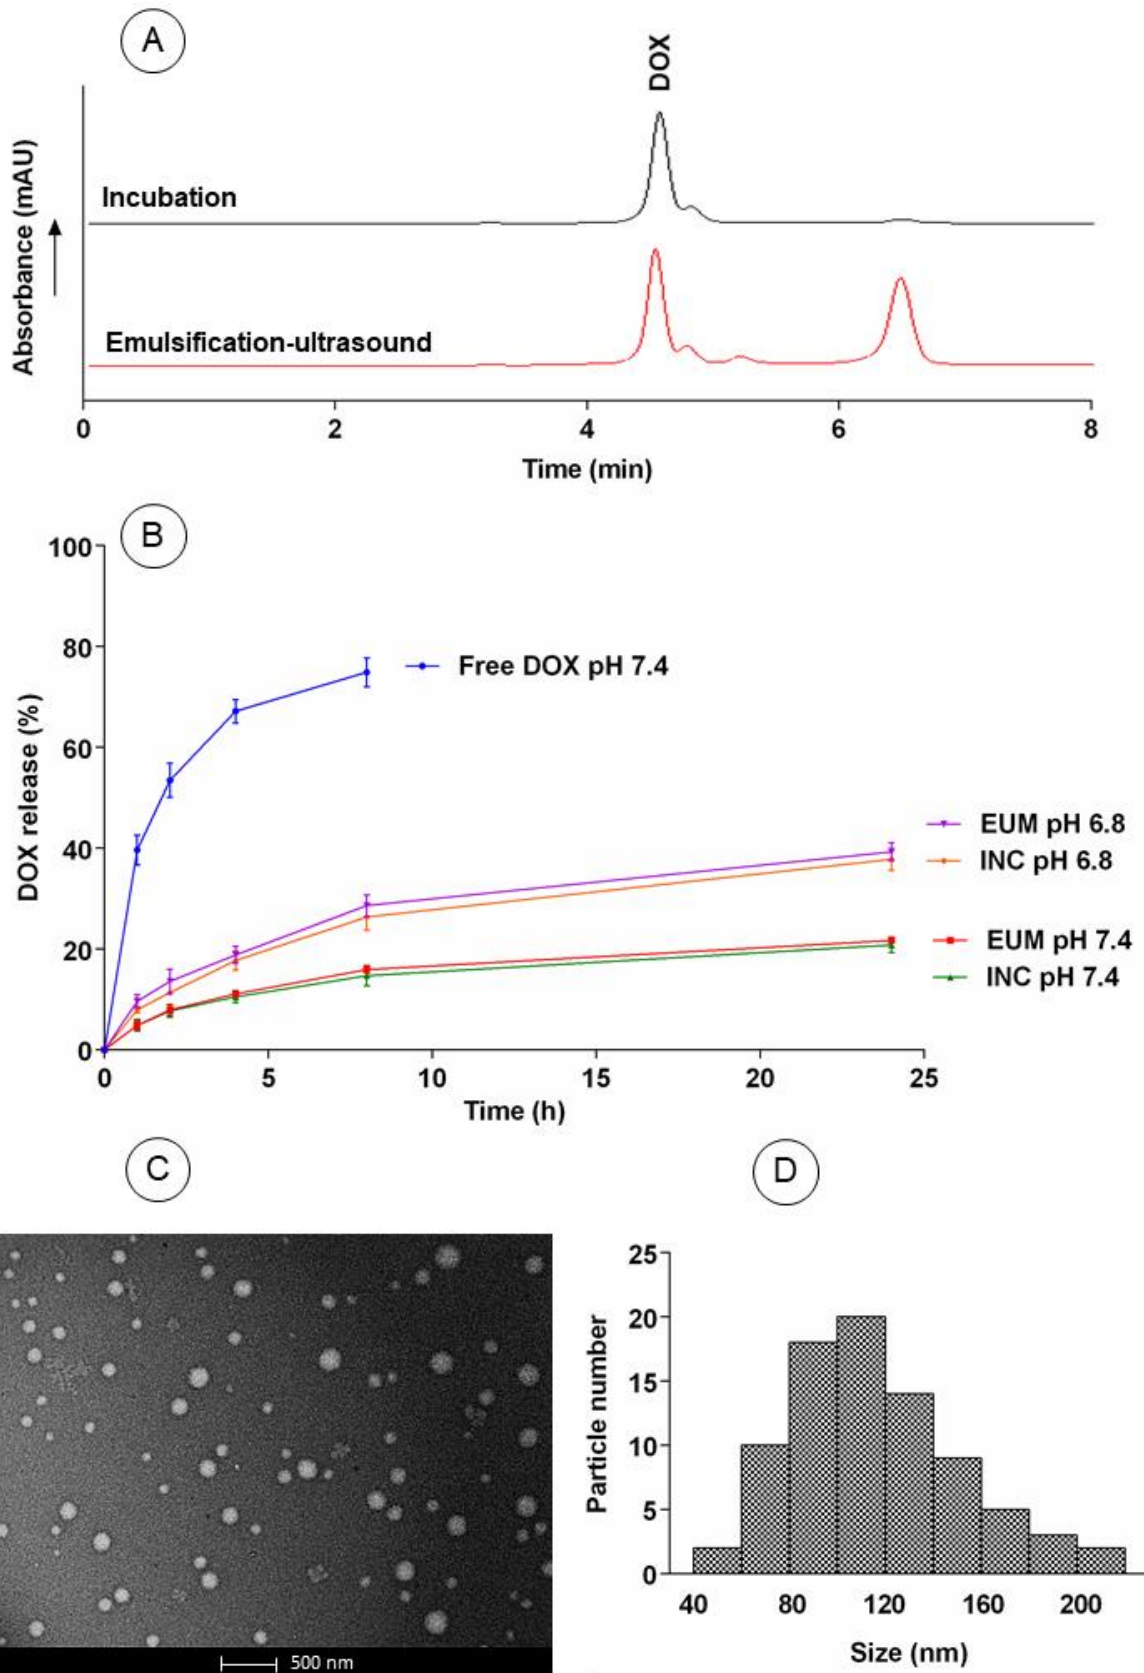 A
DOX
Absorbance (mAU)
Incubation
Emulsification-ultrasound
0 2 4 6 8
Time (min)
B
100
80
60
40
20
0
DOX release (%)
Free DOX pH 7.4
EUM pH 6.8
INC pH 6.8
EUM pH 7.4
INC pH 7.4
0 5 10 15 20 25
Time (h)
C
500 nm
D
25
20
15
10
5
0
Particle number
40 80 120 160 200
Size (nm)